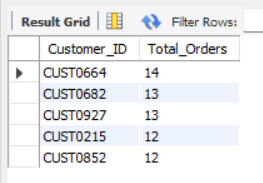 Result Grid Filter Rows:
Customer_ID Total_Orders
CUST0664 14
CUST0682 13
CUST0927 13
CUST0215 12
CUST0852 12